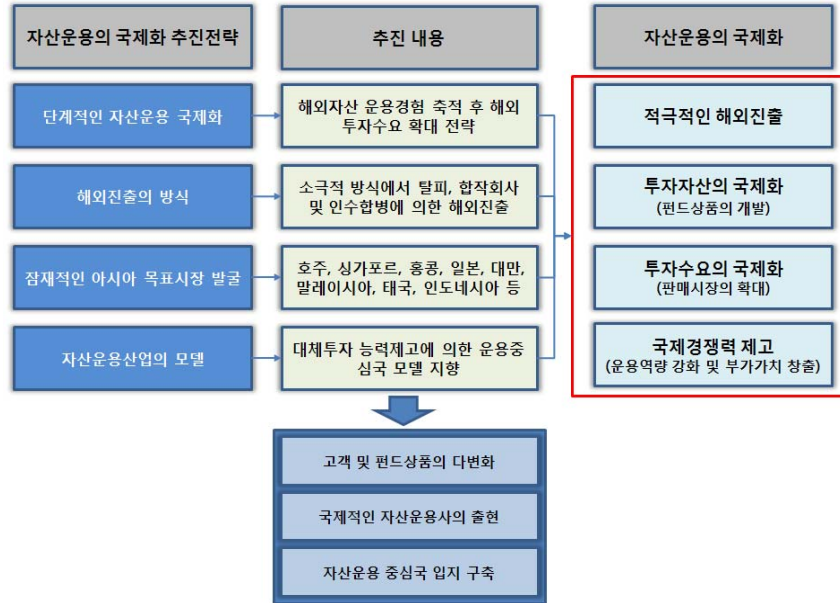 자산운용의 국제화 추진전략
추진 내용
자산운용의 국제화
단계적인 자산운용 국제화
해외자산 운용경험 축적 후 해외
투자수요 확대 전략
적극적인 해외진출
해외진출의 방식
소극적 방식에서 탈피, 합작회사
및 인수합병에 의한 해외진출
투자자산의 국제화
(펀드상품의 개발)
잠재적인 아시아 목표시장 발굴
호주, 싱가포르, 홍콩, 일본, 대만,
말레이시아, 태국, 인도네시아 등
투자수요의 국제화
(판매시장의 확대)
자산운용산업의 모델
대체투자 능력제고에 의한 운용중
심국 모델 지향
국제경쟁력 제고
(운용역량 강화 및 부가가치 창출)
고객 및 펀드상품의 다변화
국제적인 자산운용사의 출현
자산운용 중심국 입지 구축